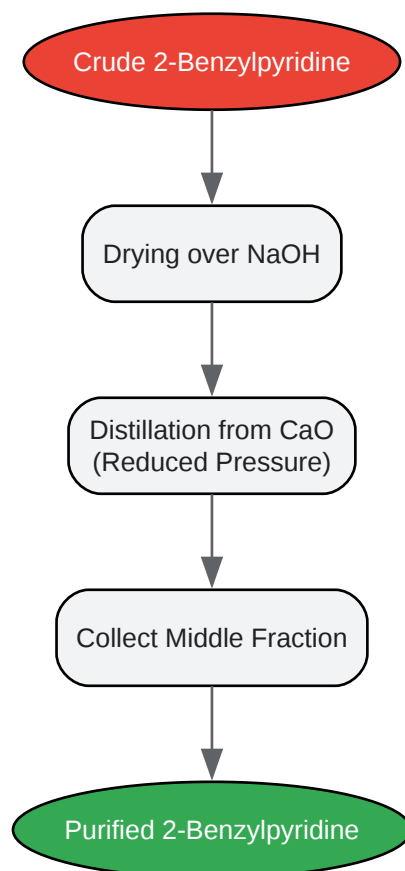 Crude 2-Benzylpyridine
Drying over NaOH
Distillation from CaO
(Reduced Pressure)
Collect Middle Fraction
Purified 2-Benzylpyridine